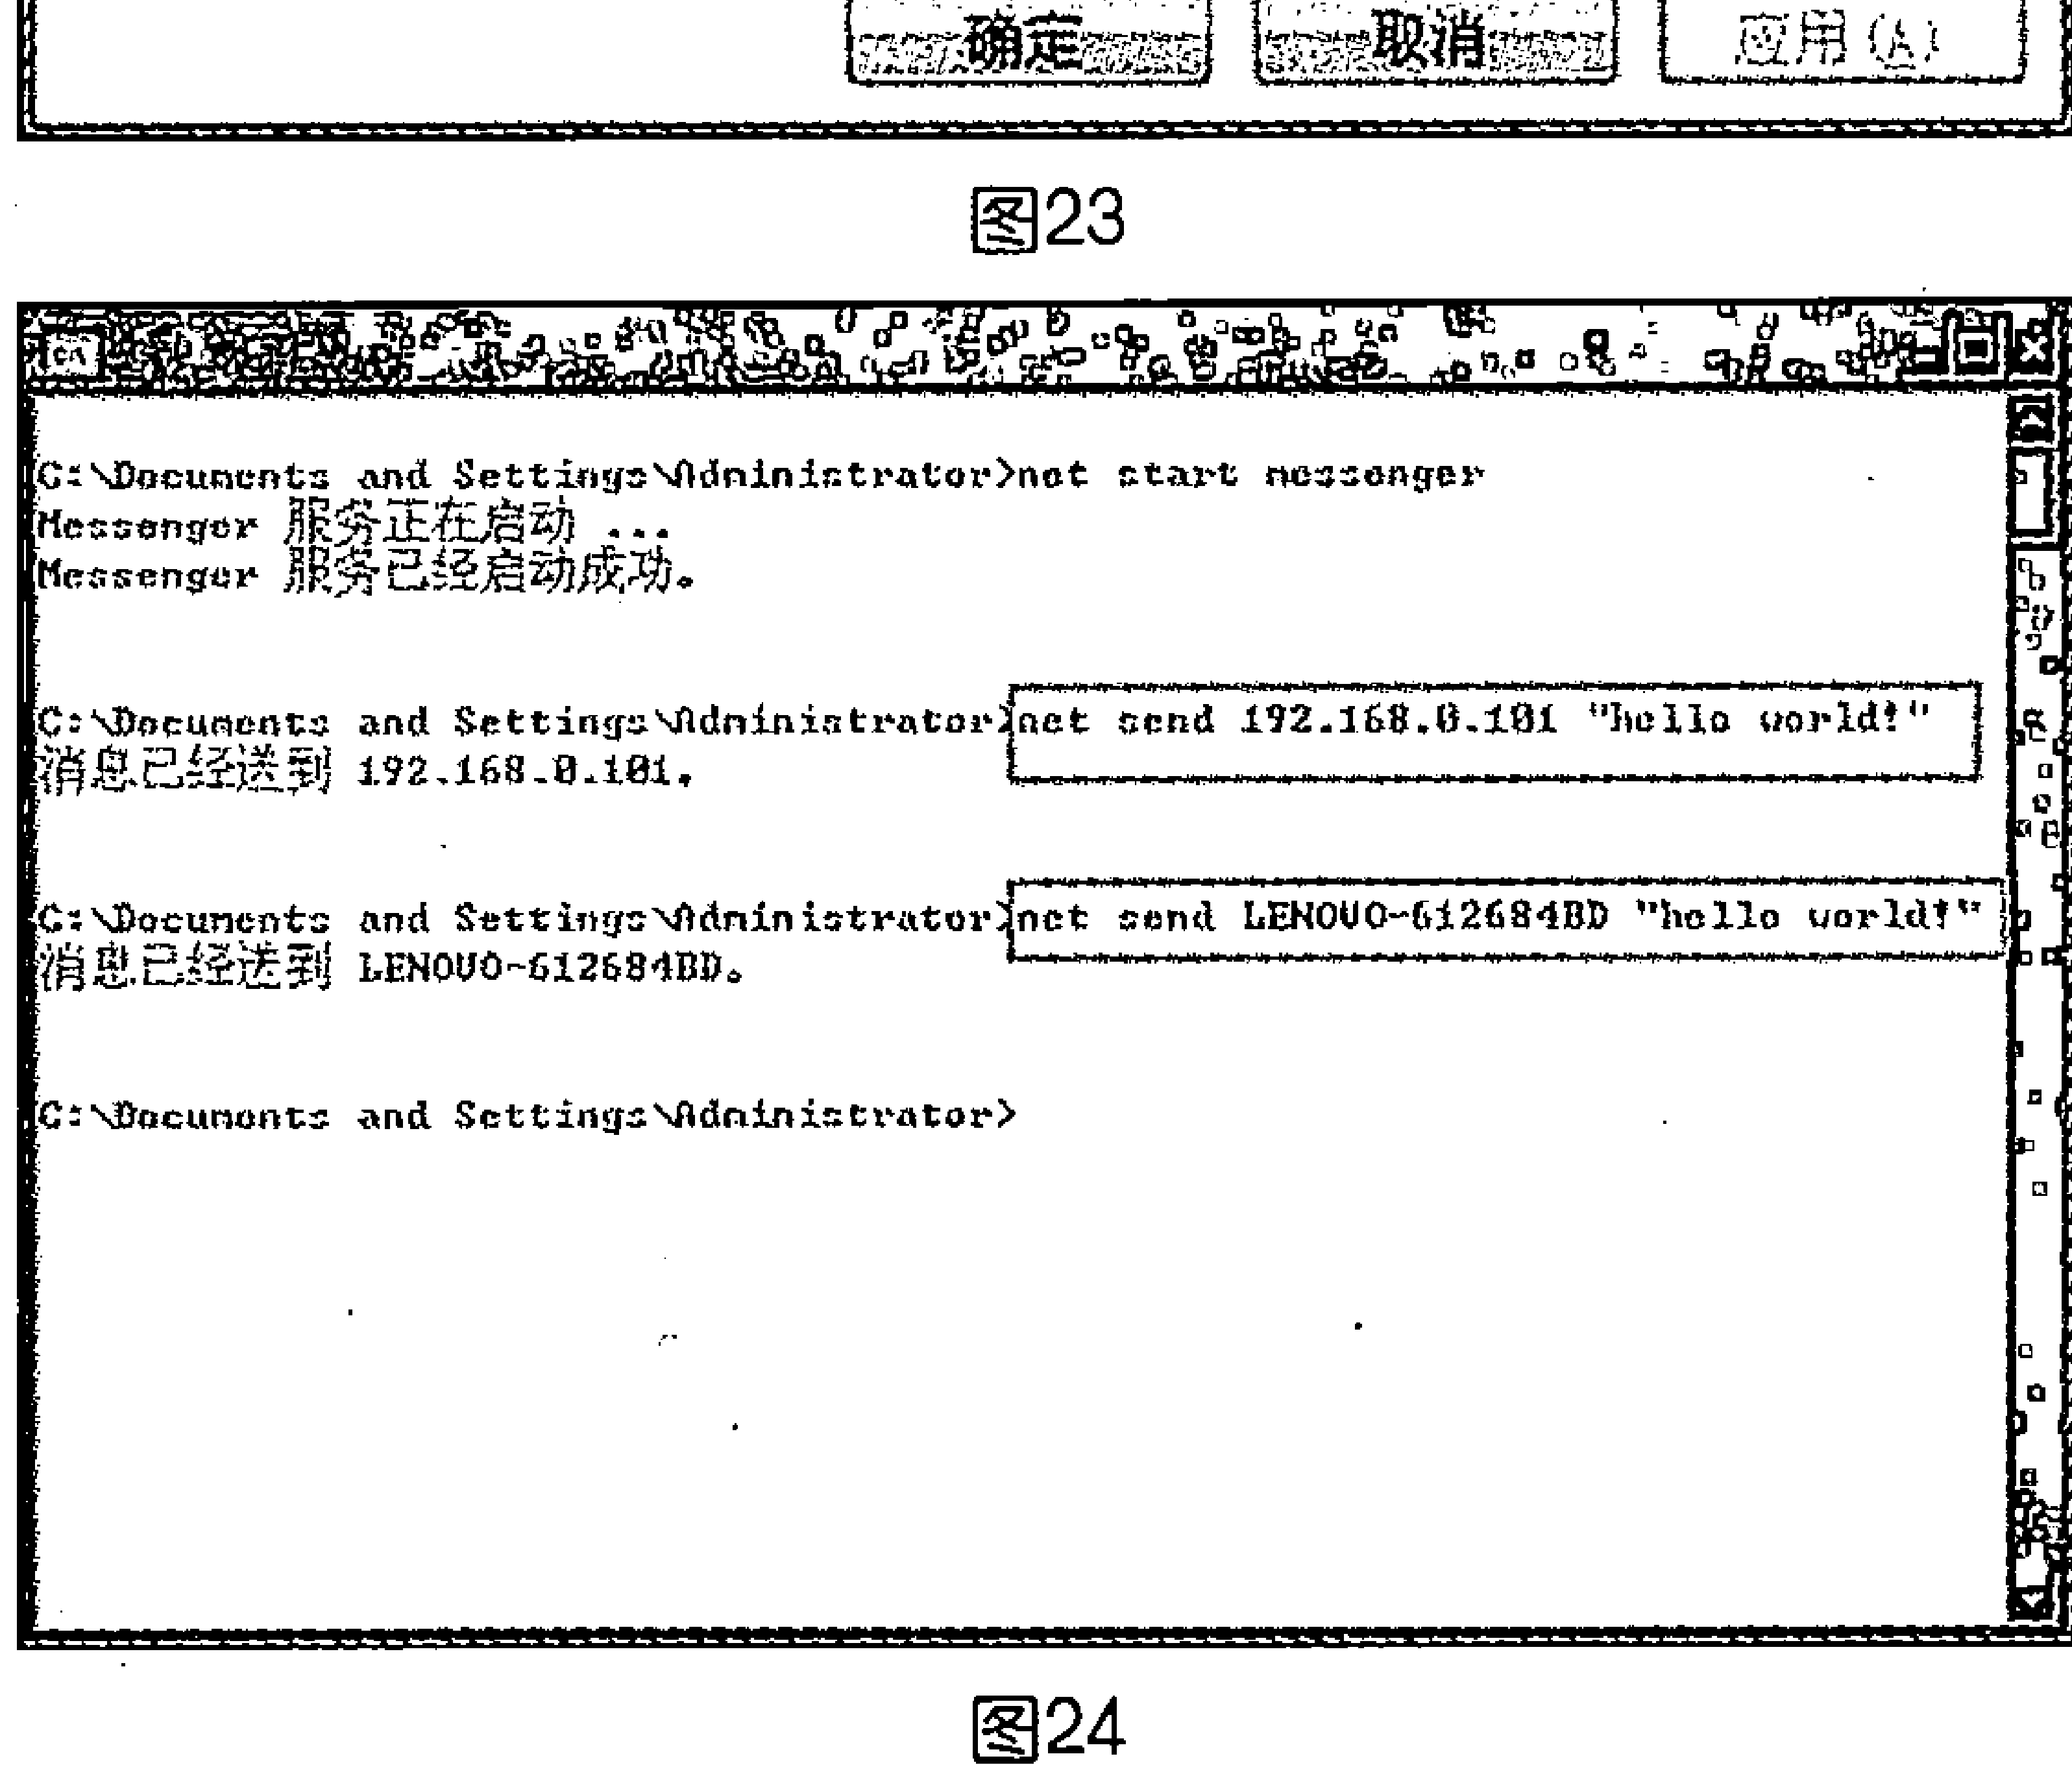 确定 取消 应用(A)
图23
C:\Documents and Settings\Administrator>net start messenger
Messenger 服务正在启动 ...
Messenger 服务已经启动成功。
C:\Documents and Settings\Administrator>net send 192.168.0.101 "hello world!"
消息已经送到 192.168.0.101。
C:\Documents and Settings\Administrator>net send LENOVO-612684BD "hello world!"
消息已经送到 LENOVO-612684BD。
C:\Documents and Settings\Administrator>
图24